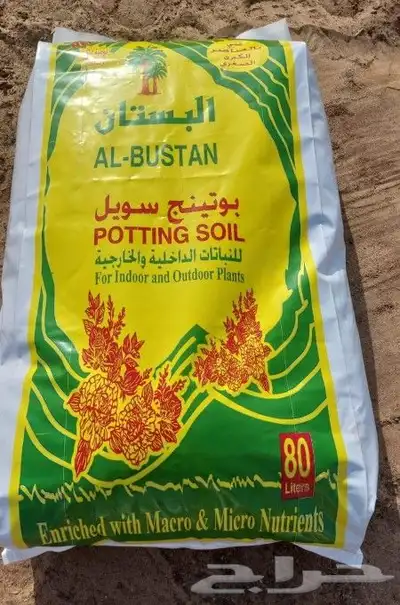 البستان
AL-BUSTAN
بوتينج سويل
POTTING SOIL
للنباتات الداخلية والخارجية
For Indoor and Outdoor Plants
80
Liters
Enriched with Macro & Micro Nutrients
حراج